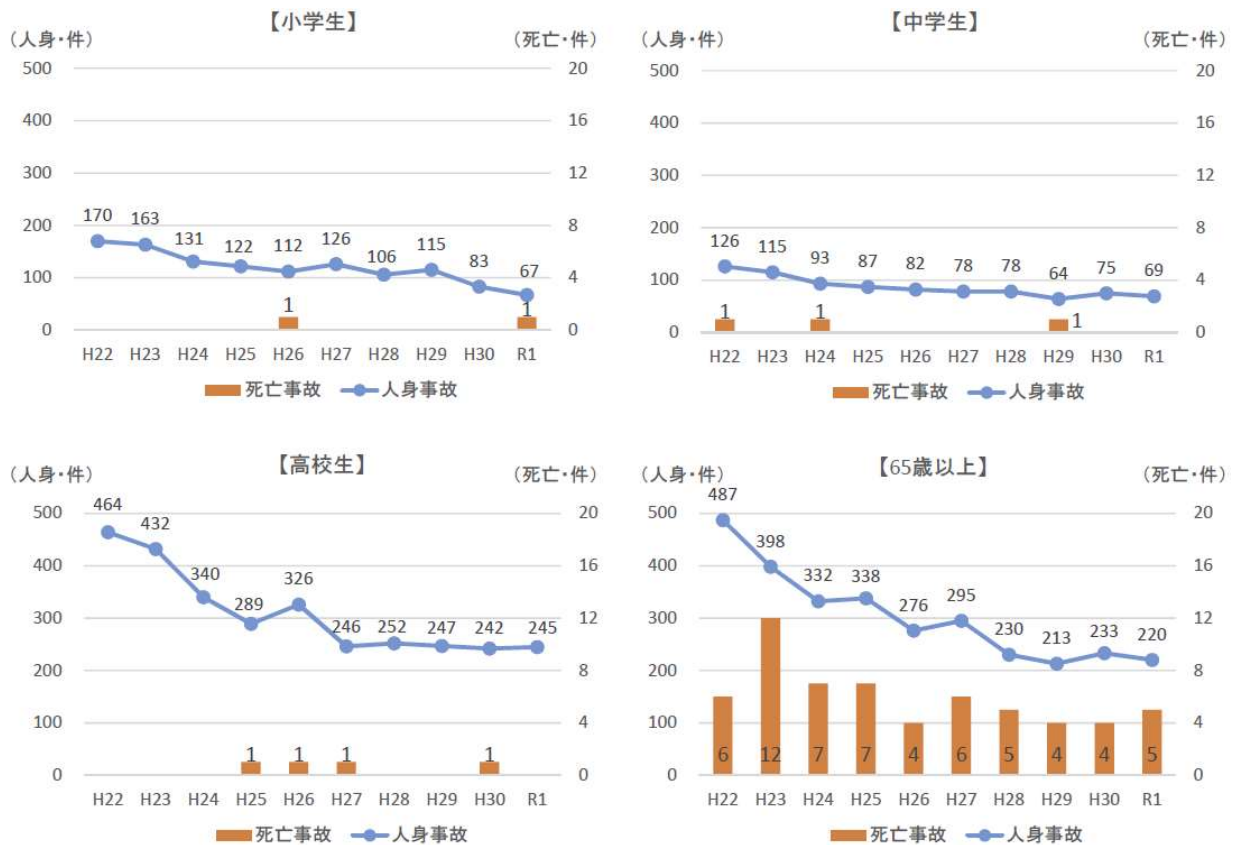 【小学生】
（人身・件） （死亡・件）
500 20
400 16
300 12
200 8
100 4
0 0
170 163 131 122 112 126 106 115 83 67
1 1
H22 H23 H24 H25 H26 H27 H28 H29 H30 R1
死亡事故 人身事故
【中学生】
（人身・件） （死亡・件）
500 20
400 16
300 12
200 8
100 4
0 0
126 115 93 87 82 78 78 64 75 69
1 1 1
H22 H23 H24 H25 H26 H27 H28 H29 H30 R1
死亡事故 人身事故
【高校生】
（人身・件） （死亡・件）
500 20
400 16
300 12
200 8
100 4
0 0
464 432 340 289 326 246 252 247 242 245
1 1 1 1
H22 H23 H24 H25 H26 H27 H28 H29 H30 R1
死亡事故 人身事故
【65歳以上】
（人身・件） （死亡・件）
500 20
400 16
300 12
200 8
100 4
0 0
487 398 332 338 276 295 230 213 233 220
6 12 7 7 4 6 5 4 4 5
H22 H23 H24 H25 H26 H27 H28 H29 H30 R1
死亡事故 人身事故